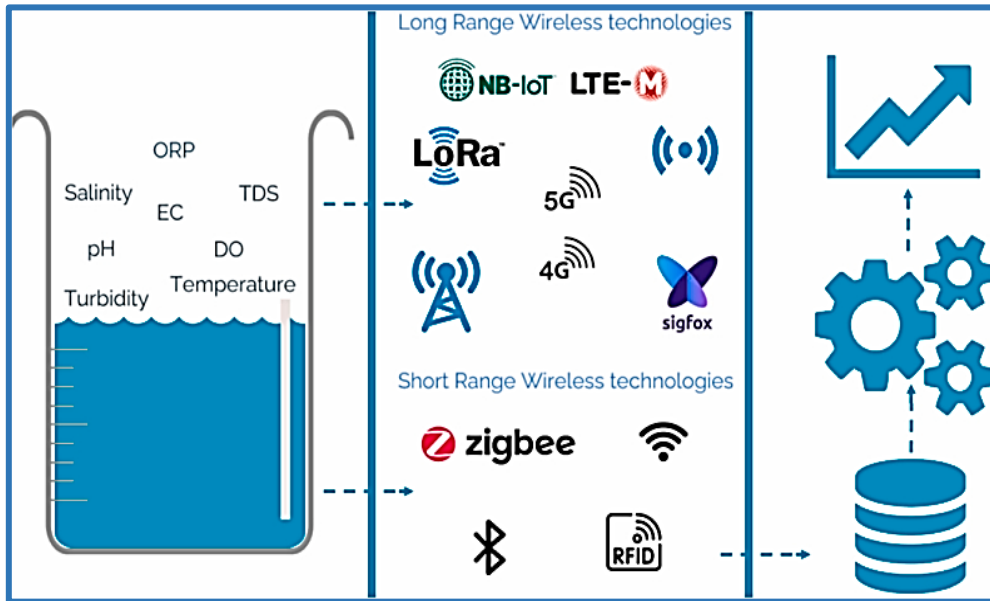 Long Range Wireless technologies
NB-IoT LTE-M
LoRa™
ORP
Salinity
TDS
EC
5G
pH
DO
4G
Temperature
Turbidity
sigfox
Short Range Wireless technologies
Z zigbee
RFID